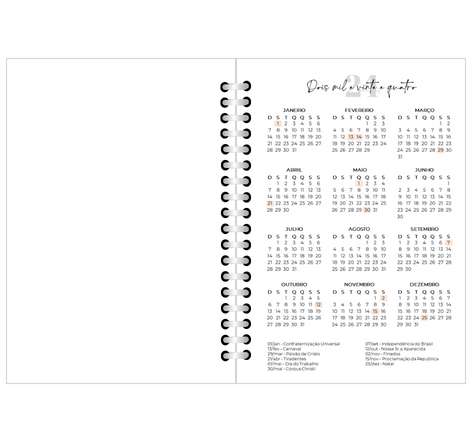 24
Dois mil e vinte e quatro
JANEIRO
D S T Q Q S S
1 2 3 4 5 6
7 8 9 10 11 12 13
14 15 16 17 18 19 20
21 22 23 24 25 26 27
28 29 30 31
FEVEREIRO
D S T Q Q S S
1 2 3
4 5 6 7 8 9 10
11 12 13 14 15 16 17
18 19 20 21 22 23 24
25 26 27 28 29
MARÇO
D S T Q Q S S
1 2
3 4 5 6 7 8 9
10 11 12 13 14 15 16
17 18 19 20 21 22 23
24 25 26 27 28 29 30
31
ABRIL
D S T Q Q S S
1 2 3 4 5 6
7 8 9 10 11 12 13
14 15 16 17 18 19 20
21 22 23 24 25 26 27
28 29 30
MAIO
D S T Q Q S S
1 2 3 4
5 6 7 8 9 10 11
12 13 14 15 16 17 18
19 20 21 22 23 24 25
26 27 28 29 30 31
JUNHO
D S T Q Q S S
1
2 3 4 5 6 7 8
9 10 11 12 13 14 15
16 17 18 19 20 21 22
23 24 25 26 27 28 29
30
JULHO
D S T Q Q S S
1 2 3 4 5 6
7 8 9 10 11 12 13
14 15 16 17 18 19 20
21 22 23 24 25 26 27
28 29 30 31
AGOSTO
D S T Q Q S S
1 2 3
4 5 6 7 8 9 10
11 12 13 14 15 16 17
18 19 20 21 22 23 24
25 26 27 28 29 30 31
SETEMBRO
D S T Q Q S S
1 2 3 4 5 6 7
8 9 10 11 12 13 14
15 16 17 18 19 20 21
22 23 24 25 26 27 28
29 30
OUTUBRO
D S T Q Q S S
1 2 3 4 5
6 7 8 9 10 11 12
13 14 15 16 17 18 19
20 21 22 23 24 25 26
27 28 29 30 31
NOVEMBRO
D S T Q Q S S
1 2
3 4 5 6 7 8 9
10 11 12 13 14 15 16
17 18 19 20 21 22 23
24 25 26 27 28 29 30
DEZEMBRO
D S T Q Q S S
1 2 3 4 5 6 7
8 9 10 11 12 13 14
15 16 17 18 19 20 21
22 23 24 25 26 27 28
29 30 31
01/jan - Confraternização Universal
13/fev - Carnaval
29/mar - Paixão de Cristo
21/abr - Tiradentes
01/mai - Dia do Trabalho
30/mai - Corpus Christi
07/set - Independência do Brasil
12/out - Nossa Sr.a Aparecida
02/nov - Finados
15/nov - Proclamação da República
25/dez - Natal